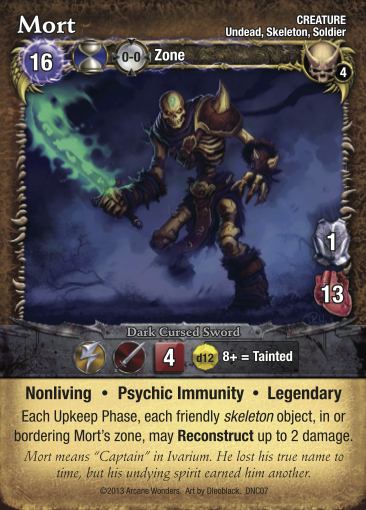 Mort
CREATURE
Undead, Skeleton, Soldier
16
0-0
Zone
4
1
13
Dark Cursed Sword
4
d12
8+ = Tainted
Nonliving • Psychic Immunity • Legendary
Each Upkeep Phase, each friendly skeleton object, in or
bordering Mort's zone, may Reconstruct up to 2 damage.
Mort means "Captain" in Ivarium. He lost his true name to
time, but his undying spirit earned him another.
©2013 Arcane Wonders. Art by Dleoblack. DNC07